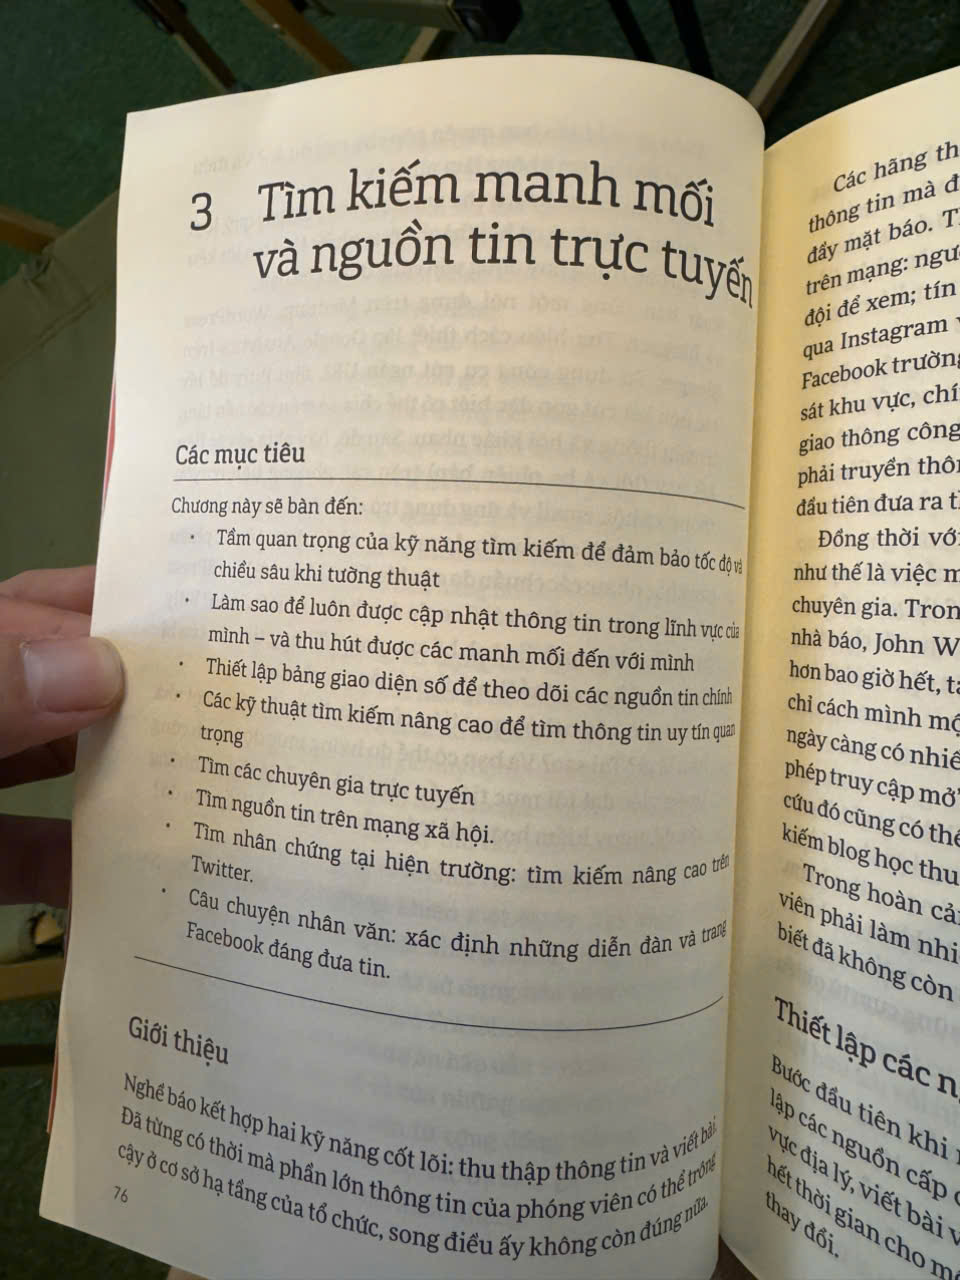 3 Tìm kiếm manh mối
và nguồn tin trực tuyến
Các mục tiêu
Chương này sẽ bàn đến:
• Tầm quan trọng của kỹ năng tìm kiếm để đảm bảo tốc độ và
chiều sâu khi tường thuật
• Làm sao để luôn được cập nhật thông tin trong lĩnh vực của
mình – và thu hút được các manh mối đến với mình
• Thiết lập bảng giao diện số để theo dõi các nguồn tin chính
• Các kỹ thuật tìm kiếm nâng cao để tìm thông tin uy tín quan
trọng
• Tìm các chuyên gia trực tuyến
• Tìm nguồn tin trên mạng xã hội.
• Tìm nhân chứng tại hiện trường: tìm kiếm nâng cao trên
Twitter.
• Câu chuyện nhân văn: xác định những diễn đàn và trang
Facebook đáng đưa tin.
Giới thiệu
Nghề báo kết hợp hai kỹ năng cốt lõi: thu thập thông tin và viết bài.
Đã từng có thời mà phần lớn thông tin của phóng viên có thể trông
cậy ở cơ sở hạ tầng của tổ chức, song điều ấy không còn đúng nữa.
76
Các hãng
thông tin mà
đầy mặt báo.
trên mạng:
đội để xem; tín
qua Instagram
Facebook trường
sát khu vực,
giao thông công
phải truyền
đầu tiên đưa ra
Đồng thời
như thế là việc
chuyên gia.
nhà báo, John
hơn bao giờ hết,
chỉ cách mình
ngày càng có
phép truy cập mở"
cứu đó cũng có
kiếm blog học
Trong hoàn
viên phải làm
biết đã không còn
Thiết lập các
Bước đầu tiên khi
lập các nguồn cấp
vực địa lý, viết bài
hết thời gian cho
thay đổi.